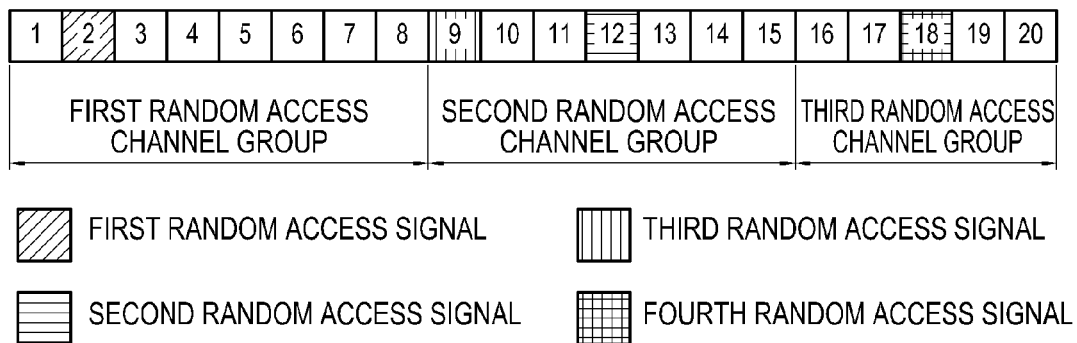 1 2 3 4 5 6 7 8 9 10 11 12 13 14 15 16 17 18 19 20
FIRST RANDOM ACCESS
CHANNEL GROUP
SECOND RANDOM ACCESS
CHANNEL GROUP
THIRD RANDOM ACCESS
CHANNEL GROUP
FIRST RANDOM ACCESS SIGNAL
THIRD RANDOM ACCESS SIGNAL
SECOND RANDOM ACCESS SIGNAL
FOURTH RANDOM ACCESS SIGNAL